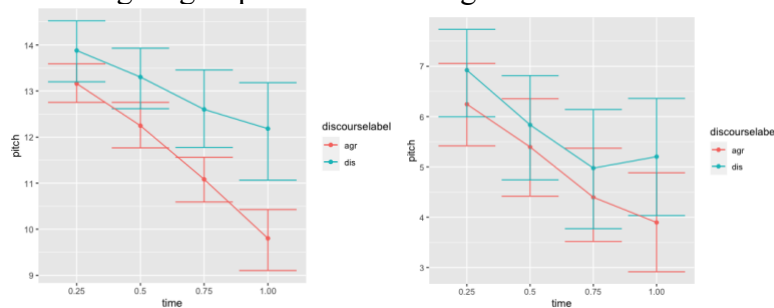 14
13
12
11
10
9
pitch
0.25 0.5 0.75 1.00
time
discourselabel
agr
dis
7
6
5
4
3
pitch
0.25 0.5 0.75 1.00
time
discourselabel
agr
dis